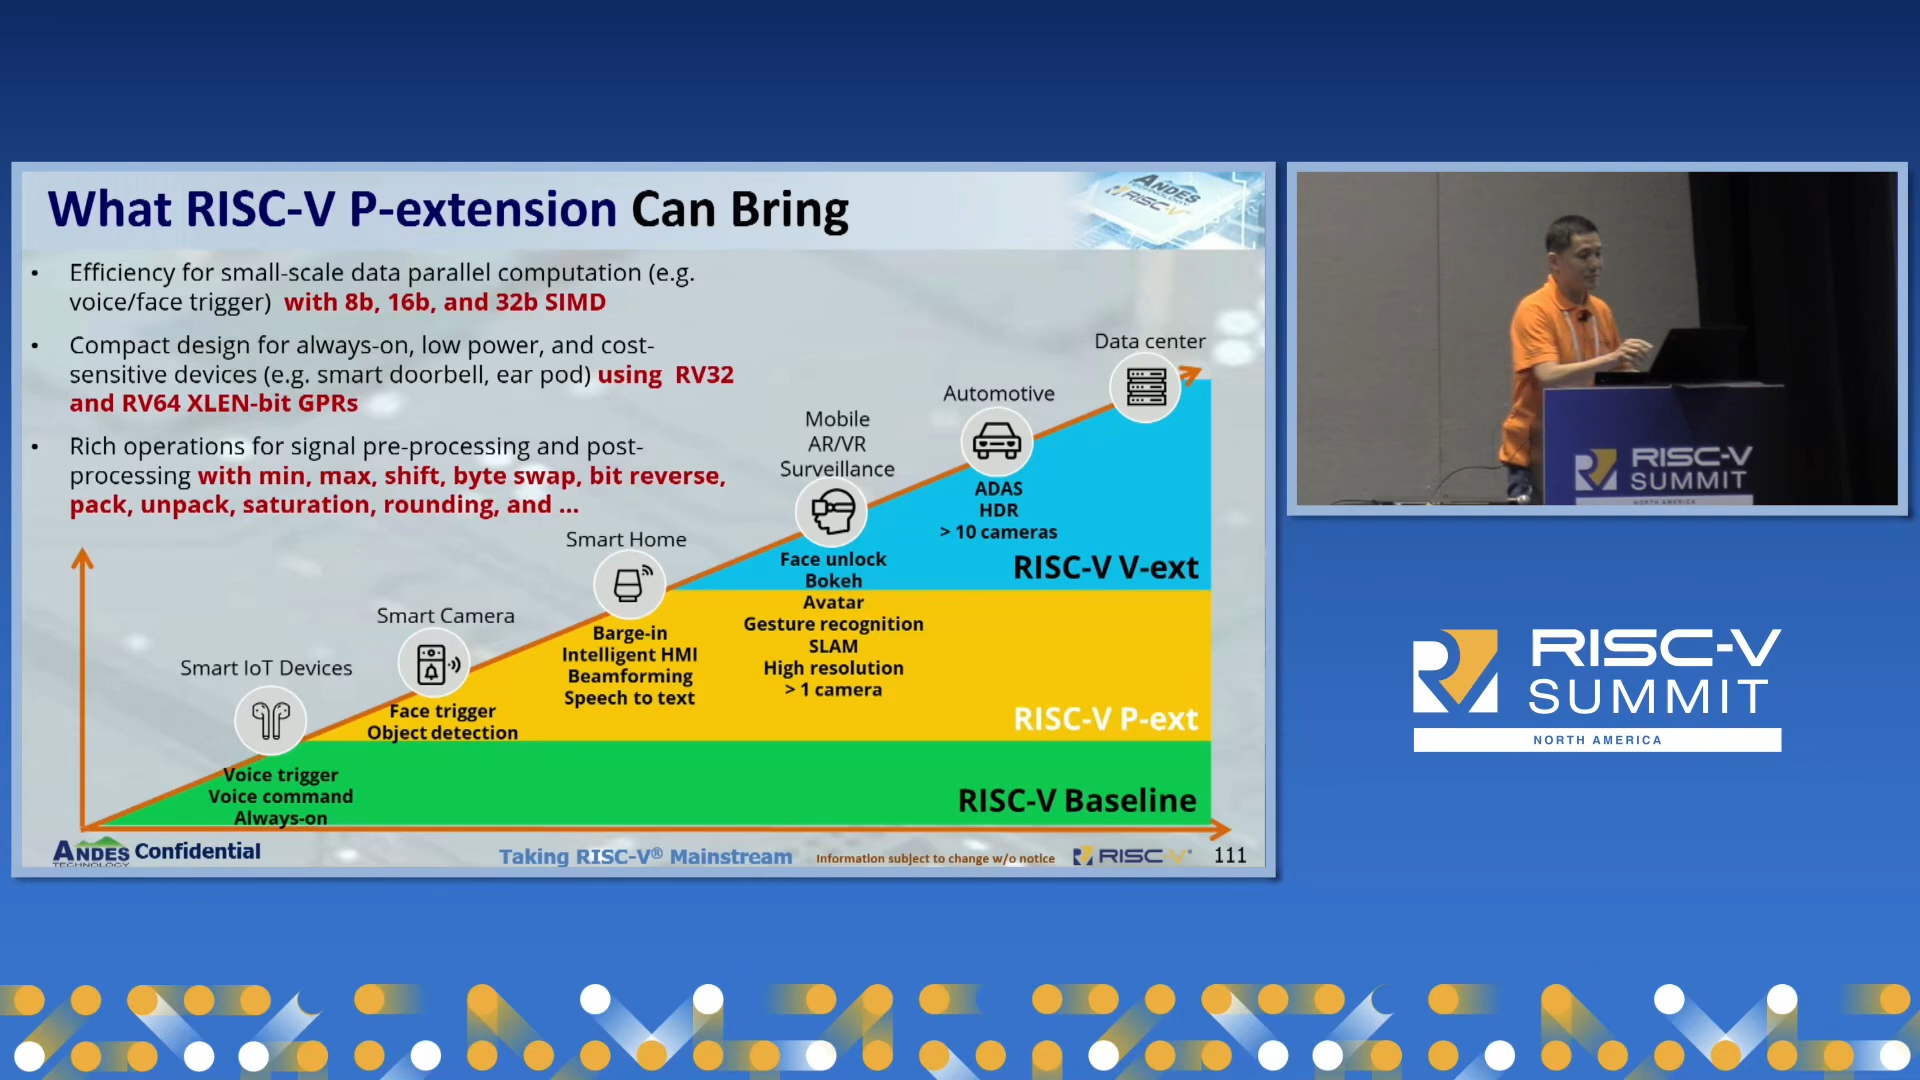 What RISC-V P-extension Can Bring
ANDES
TECHNOLOGY
RISC-V
• Efficiency for small-scale data parallel computation (e.g.
voice/face trigger) with 8b, 16b, and 32b SIMD
• Compact design for always-on, low power, and cost-
sensitive devices (e.g. smart doorbell, ear pod) using RV32
and RV64 XLEN-bit GPRs
• Rich operations for signal pre-processing and post-
processing with min, max, shift, byte swap, bit reverse,
pack, unpack, saturation, rounding, and ...
Data center
Automotive
Mobile
AR/VR
Surveillance
ADAS
HDR
> 10 cameras
Smart Home
Face unlock
Bokeh
Avatar
Gesture recognition
SLAM
High resolution
> 1 camera
RISC-V V-ext
Smart Camera
Barge-in
Intelligent HMI
Beamforming
Speech to text
Smart IoT Devices
Face trigger
Object detection
RISC-V P-ext
Voice trigger
Voice command
Always-on
RISC-V Baseline
ANDES
TECHNOLOGY
Confidential
Taking RISC-V® Mainstream
Information subject to change w/o notice
RISC-V®
111
RISC-V
SUMMIT
NORTH AMERICA
RISC-V
SUMMIT
NORTH AMERICA